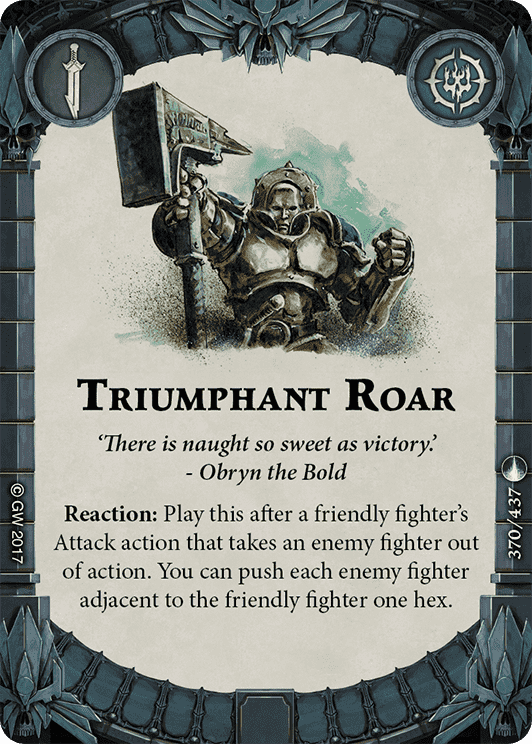 TRIUMPHANT ROAR
‘There is naught so sweet as victory.’
- Obryn the Bold
Reaction: Play this after a friendly fighter’s
Attack action that takes an enemy fighter out
of action. You can push each enemy fighter
adjacent to the friendly fighter one hex.
© GW 2017
370/437